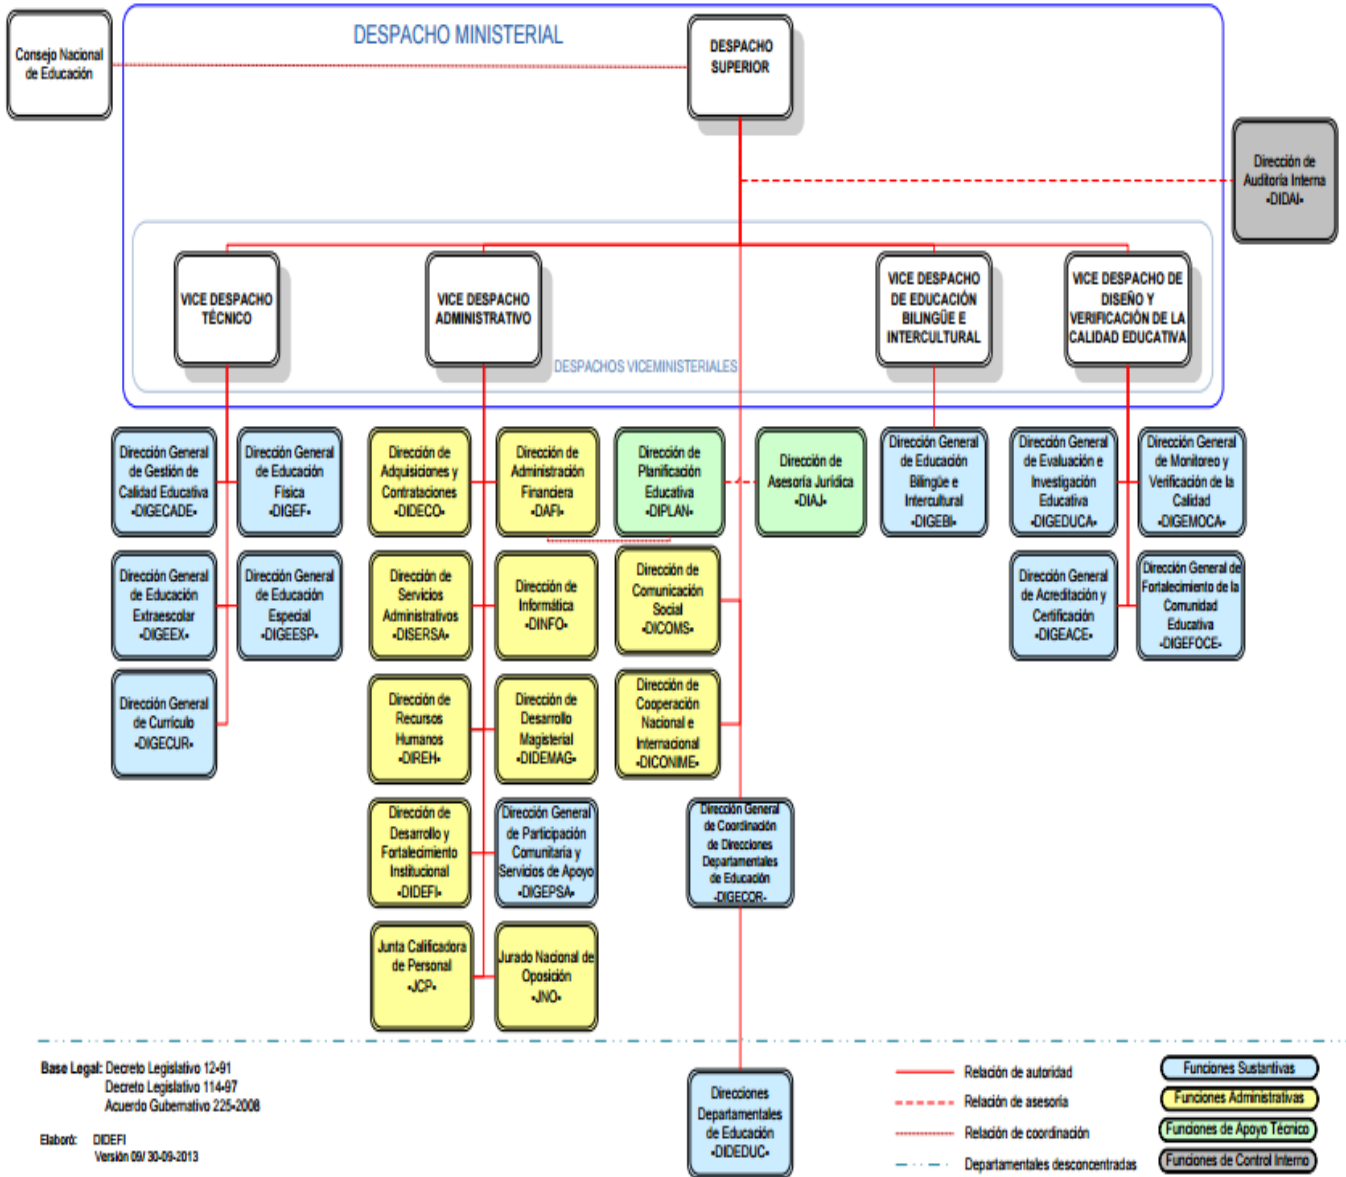 DESPACHO MINISTERIAL
Consejo Nacional
de Educación
DESPACHO
SUPERIOR
Dirección de
Auditoría Interna
-DIDAI-
VICE DESPACHO
TÉCNICO
VICE DESPACHO
ADMINISTRATIVO
VICE DESPACHO
DE EDUCACIÓN
BILINGÜE E
INTERCULTURAL
VICE DESPACHO DE
DISEÑO Y
VERIFICACIÓN DE LA
CALIDAD EDUCATIVA
DESPACHOS VICEMINISTERIALES
Dirección General
de Gestión de
Calidad Educativa
-DIGECADE-
Dirección General
de Educación
Física
-DIGEF-
Dirección de
Adquisiciones y
Contrataciones
-DIDECO-
Dirección de
Administración
Financiera
-DAFI-
Dirección de
Planificación
Educativa
-DIPLAN-
Dirección de
Asesoría Jurídica
-DIAJ-
Dirección General
de Educación
Bilingüe e
Intercultural
-DIGEBI-
Dirección General
de Evaluación e
Investigación
Educativa
-DIGEDUCA-
Dirección General
de Monitoreo y
Verificación de la
Calidad
-DIGEMOCA-
Dirección General
de Educación
Extraescolar
-DIGEEX-
Dirección General
de Educación
Especial
-DIGEESP-
Dirección de
Servicios
Administrativos
-DISERSA-
Dirección de
Informática
-DINFO-
Dirección de
Comunicación
Social
-DICOMS-
Dirección General
de Acreditación y
Certificación
-DIGEACE-
Dirección General de
Fortalecimiento de la
Comunidad
Educativa
-DIGEFOCE-
Dirección General
de Currículo
-DIGECUR-
Dirección de
Recursos
Humanos
-DIREH-
Dirección de
Desarrollo
Magisterial
-DIDEMAG-
Dirección de
Cooperación
Nacional e
Internacional
-DICONIME-
Dirección de
Desarrollo y
Fortalecimiento
Institucional
-DIDEFI-
Dirección General
de Participación
Comunitaria y
Servicios de Apoyo
-DIGEPSA-
Dirección General
de Coordinación
de Direcciones
Departamentales
de Educación
-DIGECOR-
Junta Calificadora
de Personal
-JCP-
Jurado Nacional de
Oposición
-JNO-
Direcciones
Departamentales
de Educación
-DIDEDUC-
Base Legal: Decreto Legislativo 12-91
Decreto Legislativo 114-97
Acuerdo Gubernativo 225-2008
Elaboró: DIDEFI
Versión 09/ 30-09-2013
Relación de autoridad
Relación de asesoría
Relación de coordinación
Departamentales desconcentradas
Funciones Sustantivas
Funciones Administrativas
Funciones de Apoyo Técnico
Funciones de Control Interno